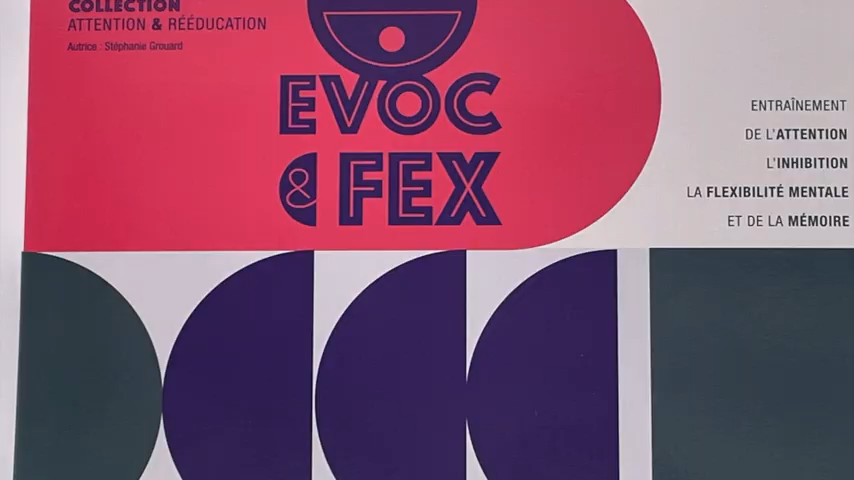 COLLECTION
ATTENTION & RÉÉDUCATION
Autrice : Stéphanie Grouard
EVOC
& FEX
ENTRAÎNEMENT
DE L'ATTENTION
L'INHIBITION
LA FLEXIBILITÉ MENTALE
ET DE LA MÉMOIRE